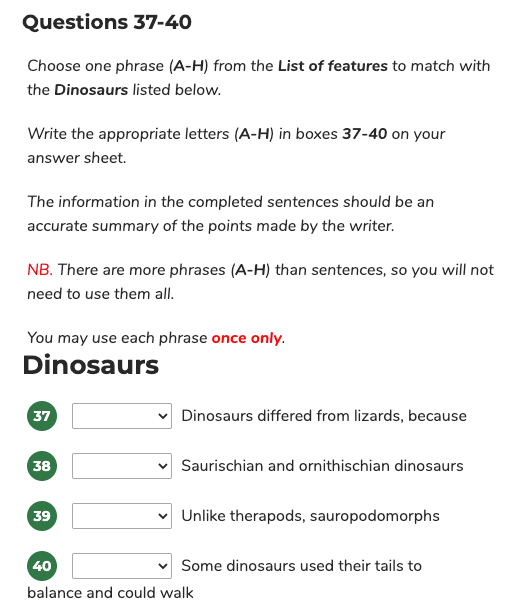 Questions 37-40
Choose one phrase (A-H) from the List of features to match with
the Dinosaurs listed below.
Write the appropriate letters (A-H) in boxes 37-40 on your
answer sheet.
The information in the completed sentences should be an
accurate summary of the points made by the writer.
NB. There are more phrases (A-H) than sentences, so you will not
need to use them all.
You may use each phrase once only.
Dinosaurs
37 Dinosaurs differed from lizards, because
38 Saurischian and ornithischian dinosaurs
39 Unlike therapods, sauropodomorphs
40 Some dinosaurs used their tails to
balance and could walk